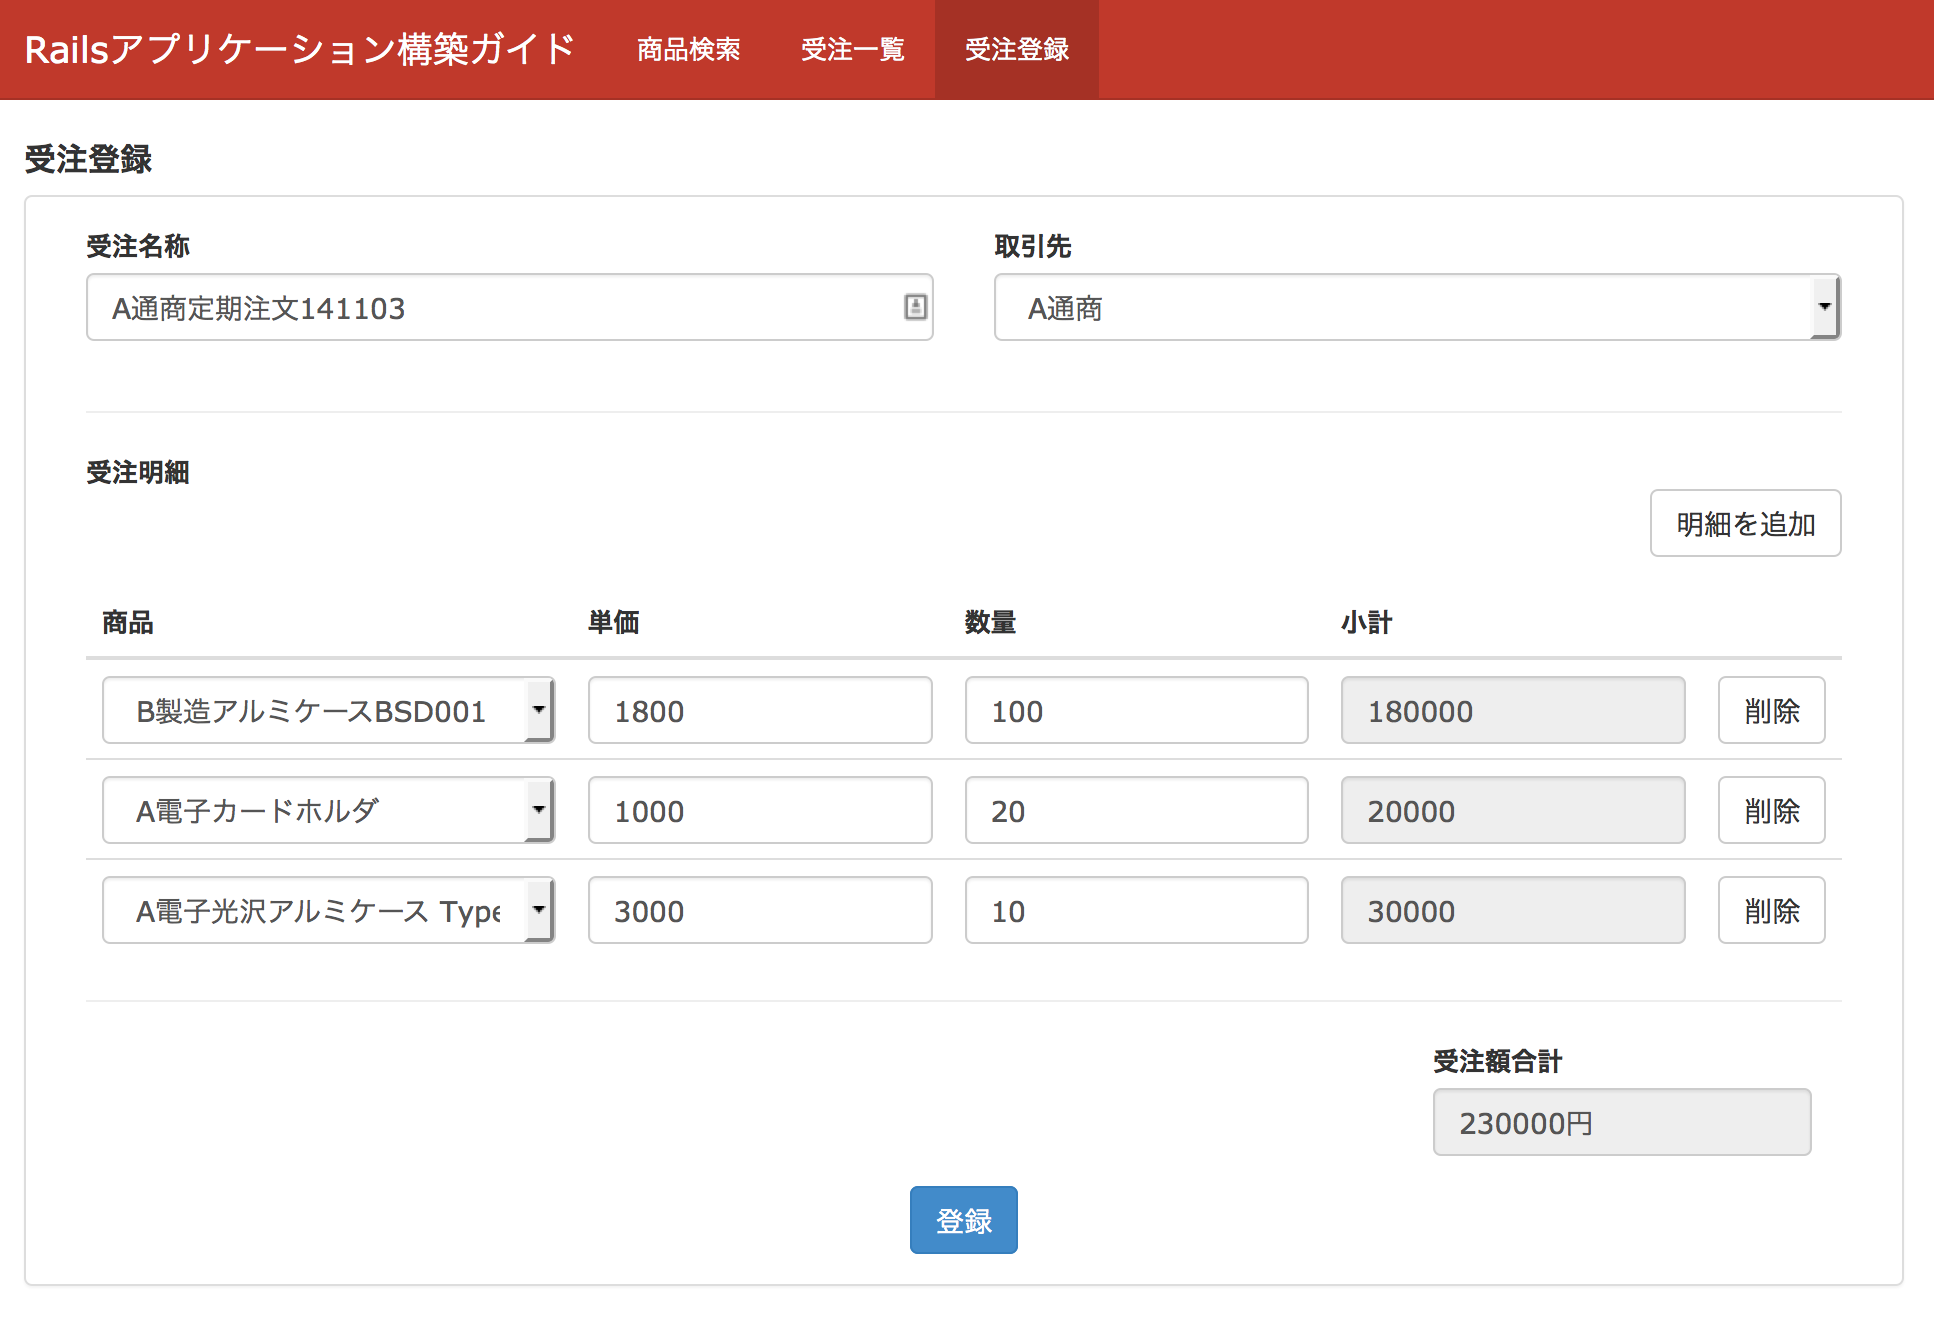 Railsアプリケーション構築ガイド 商品検索 受注一覧 受注登録
受注登録
受注名称 取引先
A通商定期注文141103 A通商
受注明細
明細を追加
商品 単価 数量 小計
B製造アルミケースBSD001 1800 100 180000 削除
A電子カードホルダ 1000 20 20000 削除
A電子光沢アルミケース Type 3000 10 30000 削除
受注額合計
230000円
登録